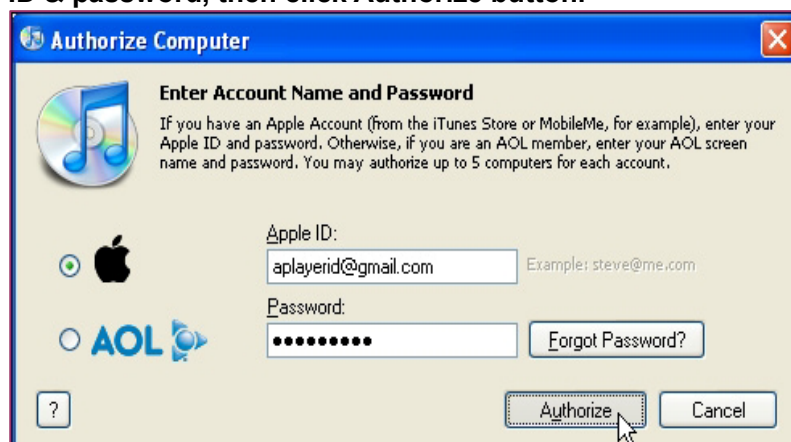 ID & password, then click Authorize button.
Authorize Computer
Enter Account Name and Password
If you have an Apple Account (from the iTunes Store or MobileMe, for example), enter your
Apple ID and password. Otherwise, if you are an AOL member, enter your AOL screen
name and password. You may authorize up to 5 computers for each account.
Apple ID:
aplayerid@gmail.com Example: steve@me.com
Password:
AOL ●●●●●●●●● Forgot Password?
? Authorize Cancel